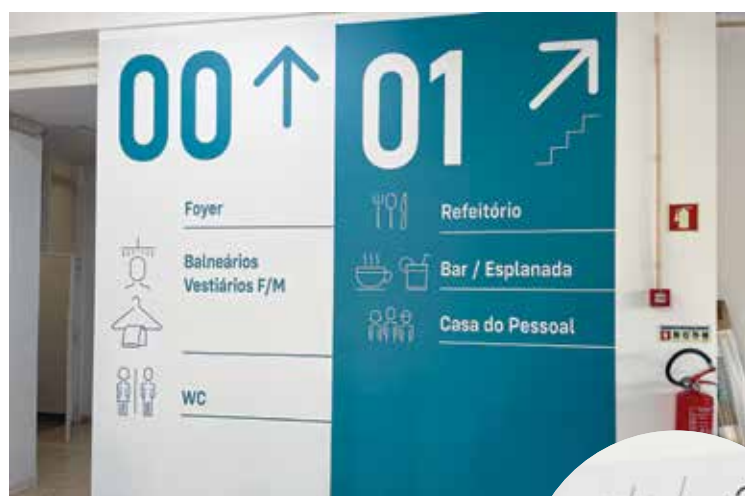 00
Foyer
Balneários
Vestiários F/M
WC
01
Refeitório
Bar / Esplanada
Casa do Pessoal